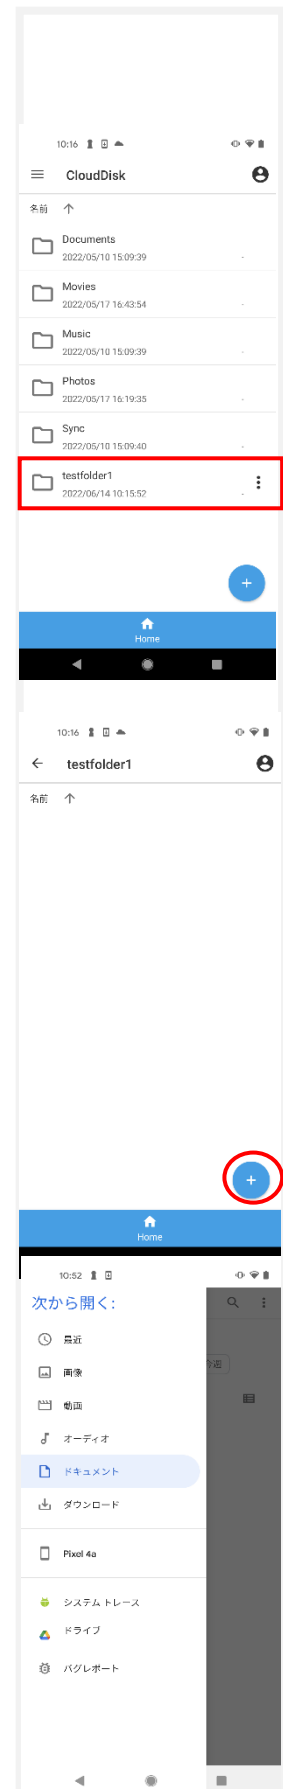 10:16
CloudDisk
名前 ↑
Documents
2022/05/10 15:09:39 -
Movies
2022/05/17 16:43:54 -
Music
2022/05/10 15:09:39 -
Photos
2022/05/17 16:19:35 -
Sync
2022/05/10 15:09:40 -
testfolder1
2022/06/14 10:15:52 -
+
Home
10:16
← testfolder1
名前 ↑
+
Home
10:52
次から開く:
最近
画像
動画
オーディオ
ドキュメント
ダウンロード
Pixel 4a
システム トレース
ドライブ
バグレポート